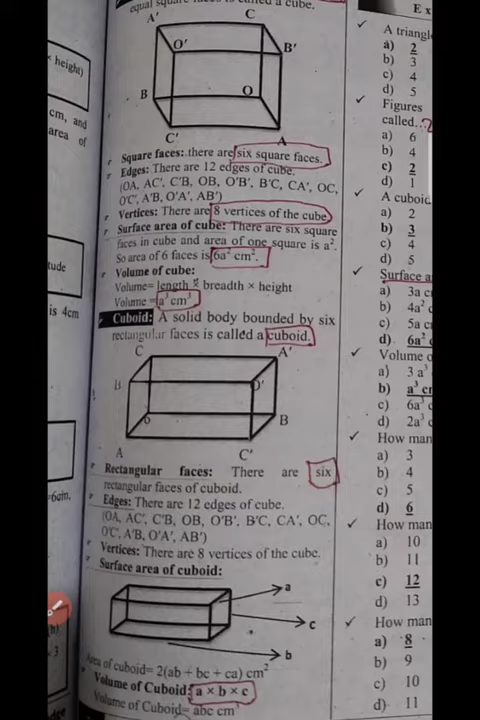 equal square faces is called a cube.
A′ C
O′ B′
B O
C′ A
Square faces: there are six square faces.
Edges: There are 12 edges of cube.
(OA, AC′, C′B, OB, O′B′, B′C, CA′, OC,
O′C′, A′B, O′A′, AB′)
Vertices: There are 8 vertices of the cube
Surface area of cube: There are six square
faces in cube and area of one square is a².
So area of 6 faces is 6a² cm².
Volume of cube:
Volume= length × breadth × height
Volume = a³ cm³
Cuboid: A solid body bounded by six
rectangular faces is called a cuboid.
C A′
B O′
O B
A C′
Rectangular faces: There are six
rectangular faces of cuboid.
Edges: There are 12 edges of cube.
(OA, AC′, C′B, OB, O′B′, B′C, CA′, OC,
O′C′, A′B, O′A′, AB′)
Vertices: There are 8 vertices of the cube.
Surface area of cuboid:
a
c
b
Area of cuboid= 2(ab + bc + ca) cm²
Volume of Cuboid: a × b × c
Volume of Cuboid= abc cm³
height)
cm, and
area of
is 4cm
A triangl
a) 2
b) 3
c) 4
d) 5
Figures
called..
a) 6
b) 4
c) 2
d) 1
A cuboid
a) 2
b) 3
c) 4
d) 5
Surface a
a) 3a c
b) 4a²
c) 5a c
d) 6a²
Volume o
a) 3 a³
b) a³ c
c) 6a³
d) 2a³
How man
a) 3
b) 4
c) 5
d) 6
How man
a) 10
b) 11
c) 12
d) 13
How man
a) 8
b) 9
c) 10
d) 11